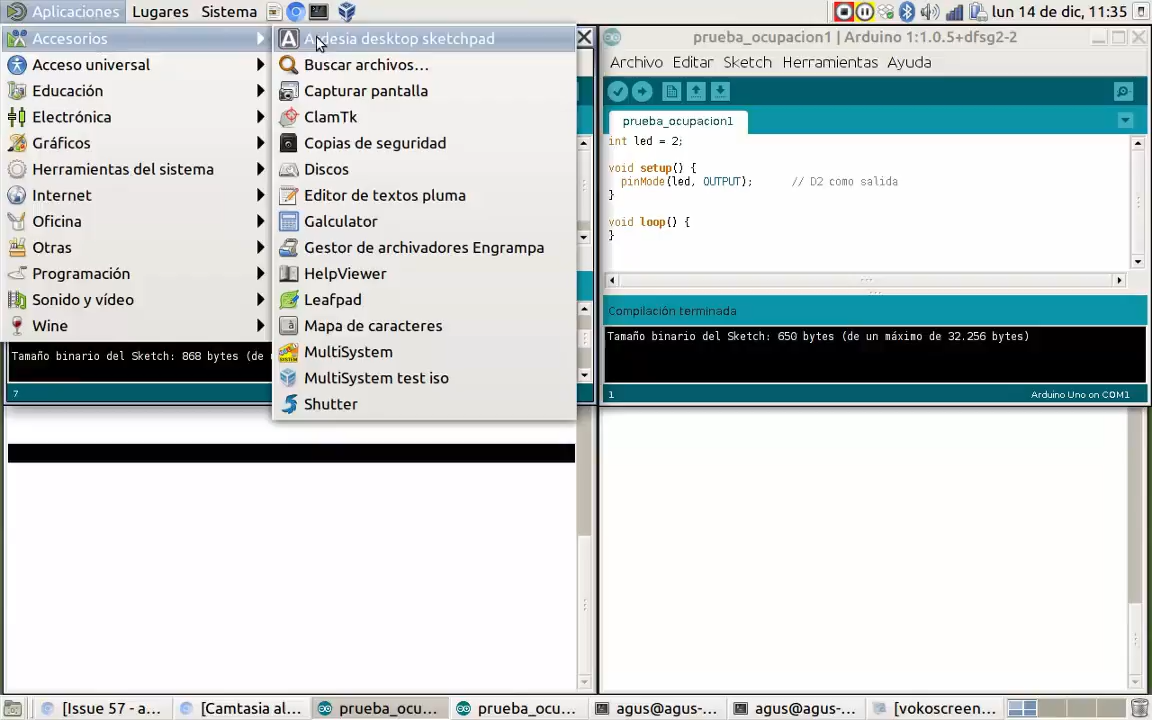 Aplicaciones Lugares Sistema lun 14 de dic, 11:35
Accesorios
Acceso universal
Educación
Electrónica
Gráficos
Herramientas del sistema
Internet
Oficina
Otras
Programación
Sonido y vídeo
Wine
Ardesia desktop sketchpad
Buscar archivos...
Capturar pantalla
ClamTk
Copias de seguridad
Discos
Editor de textos pluma
Galculator
Gestor de archivadores Engrampa
HelpViewer
Leafpad
Mapa de caracteres
MultiSystem
MultiSystem test iso
Shutter
Tamaño binario del Sketch: 868 bytes (de
7
prueba_ocupacion1 | Arduino 1:1.0.5+dfsg2-2
Archivo Editar Sketch Herramientas Ayuda
prueba_ocupacion1
int led = 2;
void setup() {
pinMode(led, OUTPUT); // D2 como salida
}
void loop() {
}
Compilación terminada
Tamaño binario del Sketch: 650 bytes (de un máximo de 32.256 bytes)
1 Arduino Uno on COM1
[Issue 57 - a... [Camtasia al... prueba_ocu... prueba_ocu... agus@agus-... agus@agus-... [vokoscreen...